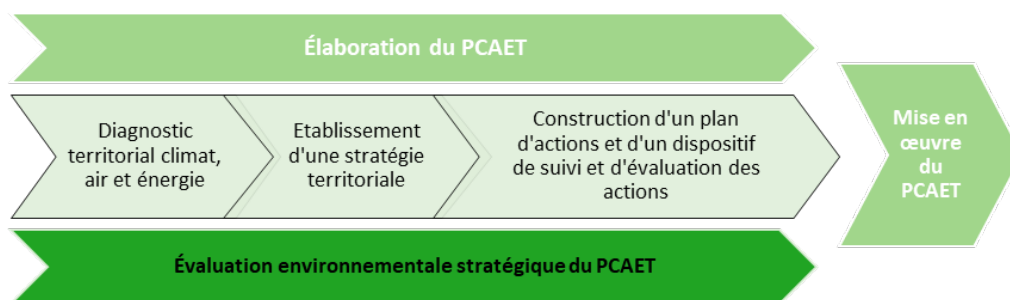 Élaboration du PCAET
Diagnostic
territorial climat,
air et énergie
Etablissement
d'une stratégie
territoriale
Construction d'un plan
d'actions et d'un dispositif
de suivi et d'évaluation des
actions
Mise en
œuvre
du
PCAET
Évaluation environnementale stratégique du PCAET